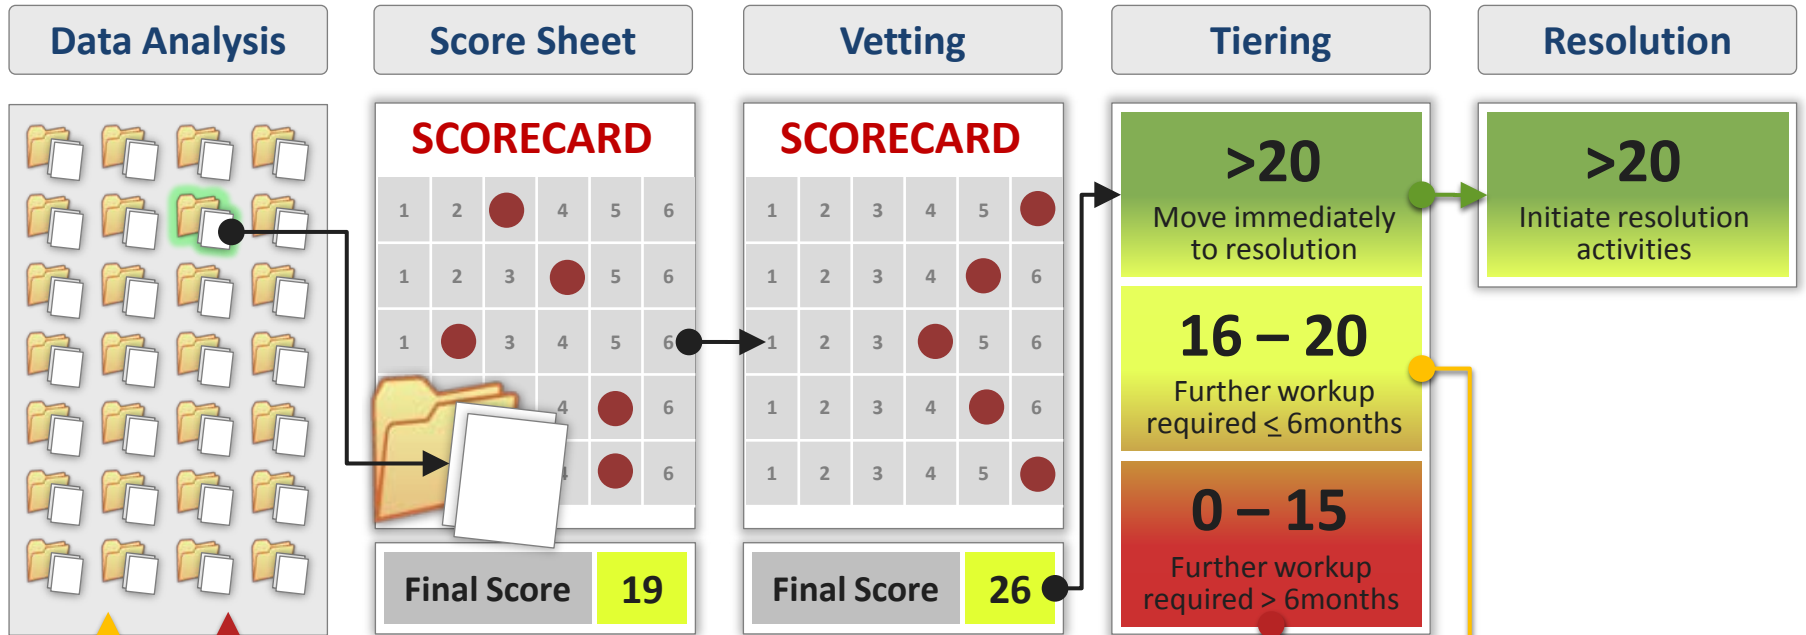 Data Analysis
Score Sheet
Vetting
Tiering
Resolution
SCORECARD
1 2 4 5 6
1 2 3 5 6
1 3 4 5 6
4 6
4 6
Final Score 19
SCORECARD
1 2 3 4 5
1 2 3 4 6
1 2 3 5 6
1 2 3 4 6
1 2 3 4 5
Final Score 26
>20
Move immediately
to resolution
16 – 20
Further workup
required ≤ 6months
0 – 15
Further workup
required > 6months
>20
Initiate resolution
activities